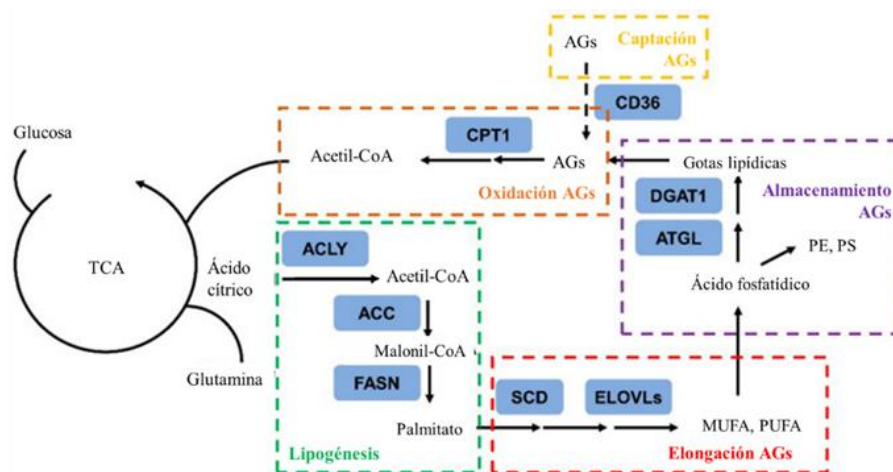 AGs
Captación
AGs
CD36
Glucosa
CPT1
Acetil-CoA
AGs
Oxidación AGs
Gotas lipídicas
DGAT1
Almacenamiento
AGs
ATGL
PE, PS
Ácido fosfatídico
TCA
Ácido
cítrico
Glutamina
ACLY
Acetil-CoA
ACC
Malonil-CoA
FASN
Palmitato
Lipogénesis
SCD
ELOVLs
MUFA, PUFA
Elongación AGs